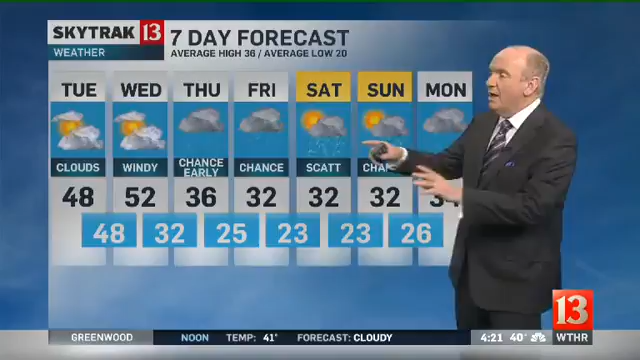 SKYTRAK 13
WEATHER
7 DAY FORECAST
AVERAGE HIGH 36 / AVERAGE LOW 20
TUE WED THU FRI SAT SUN MON
CLOUDS WINDY CHANCE EARLY CHANCE SCATT
48 52 36 32 32 32
48 32 25 23 23 26
GREENWOOD NOON TEMP: 41° FORECAST: CLOUDY 4:21 40° WTHR
13